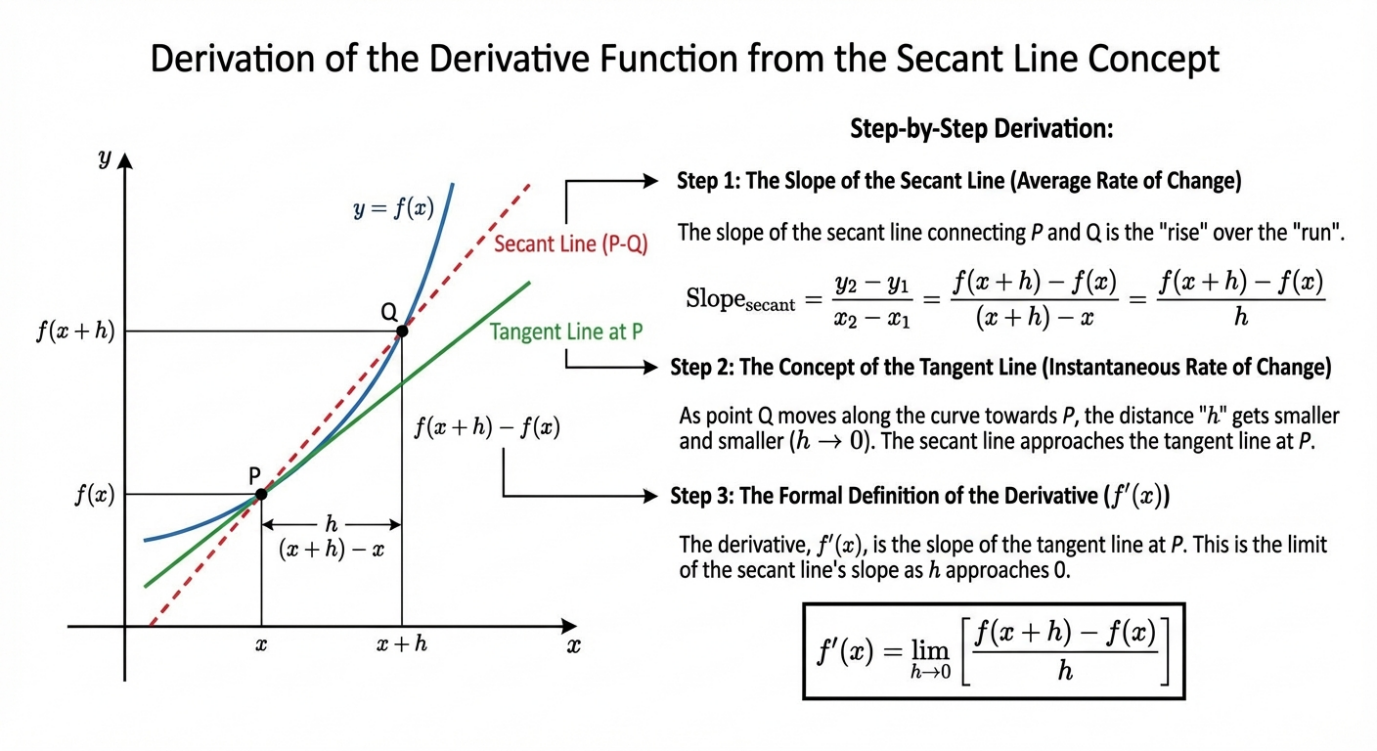 Derivation of the Derivative Function from the Secant Line Concept
y
y = f(x)
Secant Line (P-Q)
Q
f(x + h)
Tangent Line at P
f(x + h) − f(x)
P
f(x)
h
(x + h) − x
x
x + h
x
Step-by-Step Derivation:
Step 1: The Slope of the Secant Line (Average Rate of Change)
The slope of the secant line connecting P and Q is the "rise" over the "run".
Slope_secant = (y₂ − y₁)/(x₂ − x₁) = (f(x + h) − f(x))/((x + h) − x) = (f(x + h) − f(x))/h
Step 2: The Concept of the Tangent Line (Instantaneous Rate of Change)
As point Q moves along the curve towards P, the distance "h" gets smaller
and smaller (h → 0). The secant line approaches the tangent line at P.
Step 3: The Formal Definition of the Derivative (f′(x))
The derivative, f′(x), is the slope of the tangent line at P. This is the limit
of the secant line's slope as h approaches 0.
f′(x) = lim h→0 [(f(x + h) − f(x))/h]